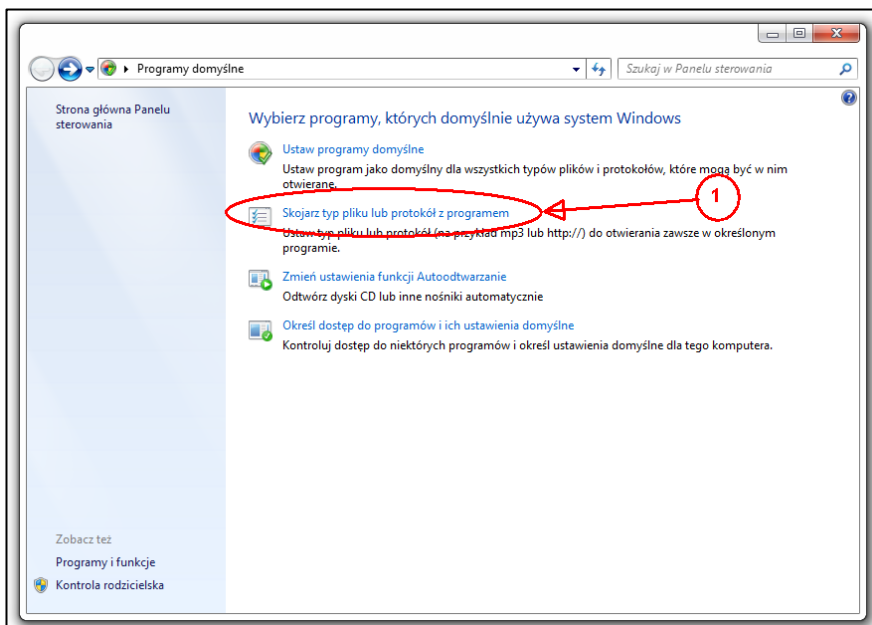 Programy domyślne
Szukaj w Panelu sterowania
Strona główna Panelu
sterowania
Wybierz programy, których domyślnie używa system Windows
Ustaw programy domyślne
Ustaw program jako domyślny dla wszystkich typów plików i protokołów, które mogą być w nim
otwierane.
1
Skojarz typ pliku lub protokół z programem
Ustaw typ pliku lub protokół (na przykład mp3 lub http://) do otwierania zawsze w określonym
programie.
Zmień ustawienia funkcji Autoodtwarzanie
Odtwórz dyski CD lub inne nośniki automatycznie
Określ dostęp do programów i ich ustawienia domyślne
Kontroluj dostęp do niektórych programów i określ ustawienia domyślne dla tego komputera.
Zobacz też
Programy i funkcje
Kontrola rodzicielska